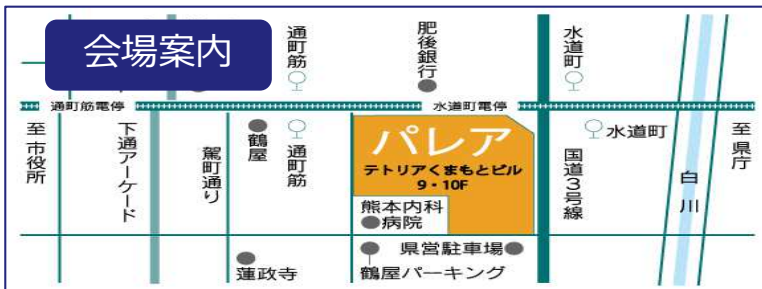 会場案内
通町筋
肥後銀行
水道町
通町筋電停
水道町電停
至市役所
下通アーケード
駕町通り
鶴屋
通町筋
パレア
テトリアくまもとビル
9・10F
水道町
国道3号線
白川
至県庁
熊本内科
病院
県営駐車場
蓮政寺
鶴屋パーキング